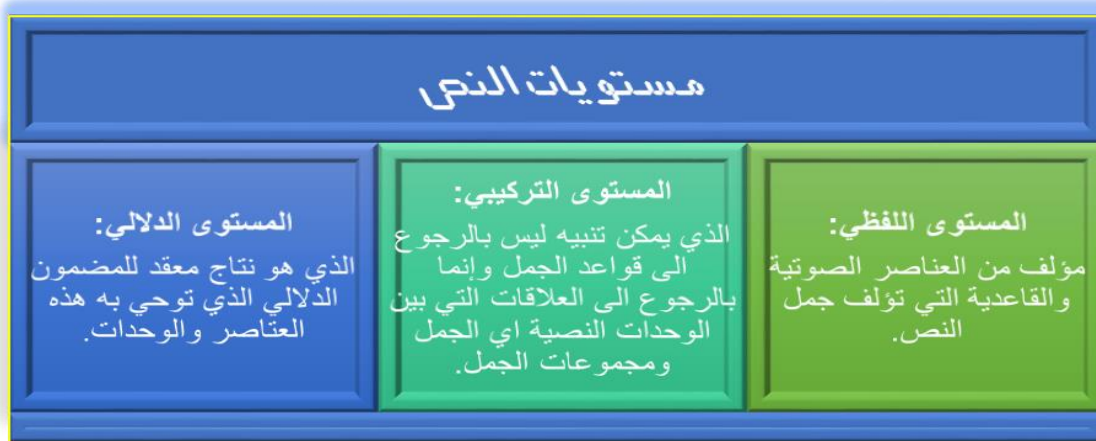 مستويات النص
المستوى اللفظي:
مؤلف من العناصر الصوتية
والقاعدية التي تؤلف جمل
النص.
المستوى التركيبي:
الذي يمكن تنبيه ليس بالرجوع
الى قواعد الجمل وإنما
بالرجوع الى العلاقات التي بين
الوحدات النصية اي الجمل
ومجموعات الجمل.
المستوى الدلالي:
الذي هو نتاج معقد للمضمون
الدلالي الذي توحي به هذه
العناصر والوحدات.